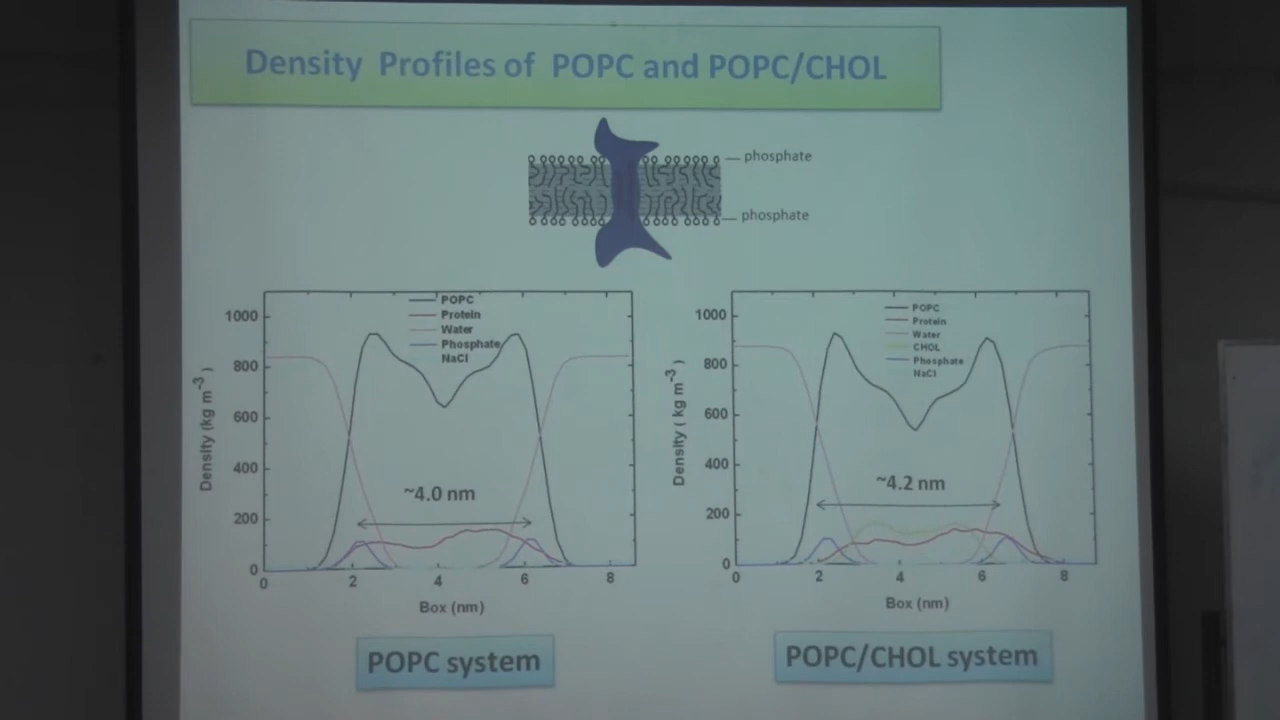 Density Profiles of POPC and POPC/CHOL
phosphate
phosphate
POPC
Protein
Water
Phosphate
NaCl
1000
800
600
400
200
0
Density (kg m-3 )
~4.0 nm
0 2 4 6 8
Box (nm)
POPC system
POPC
Protein
Water
CHOL
Phosphate
NaCl
1000
800
600
400
200
0
Density ( kg m-3 )
~4.2 nm
0 2 4 6 8
Box (nm)
POPC/CHOL system